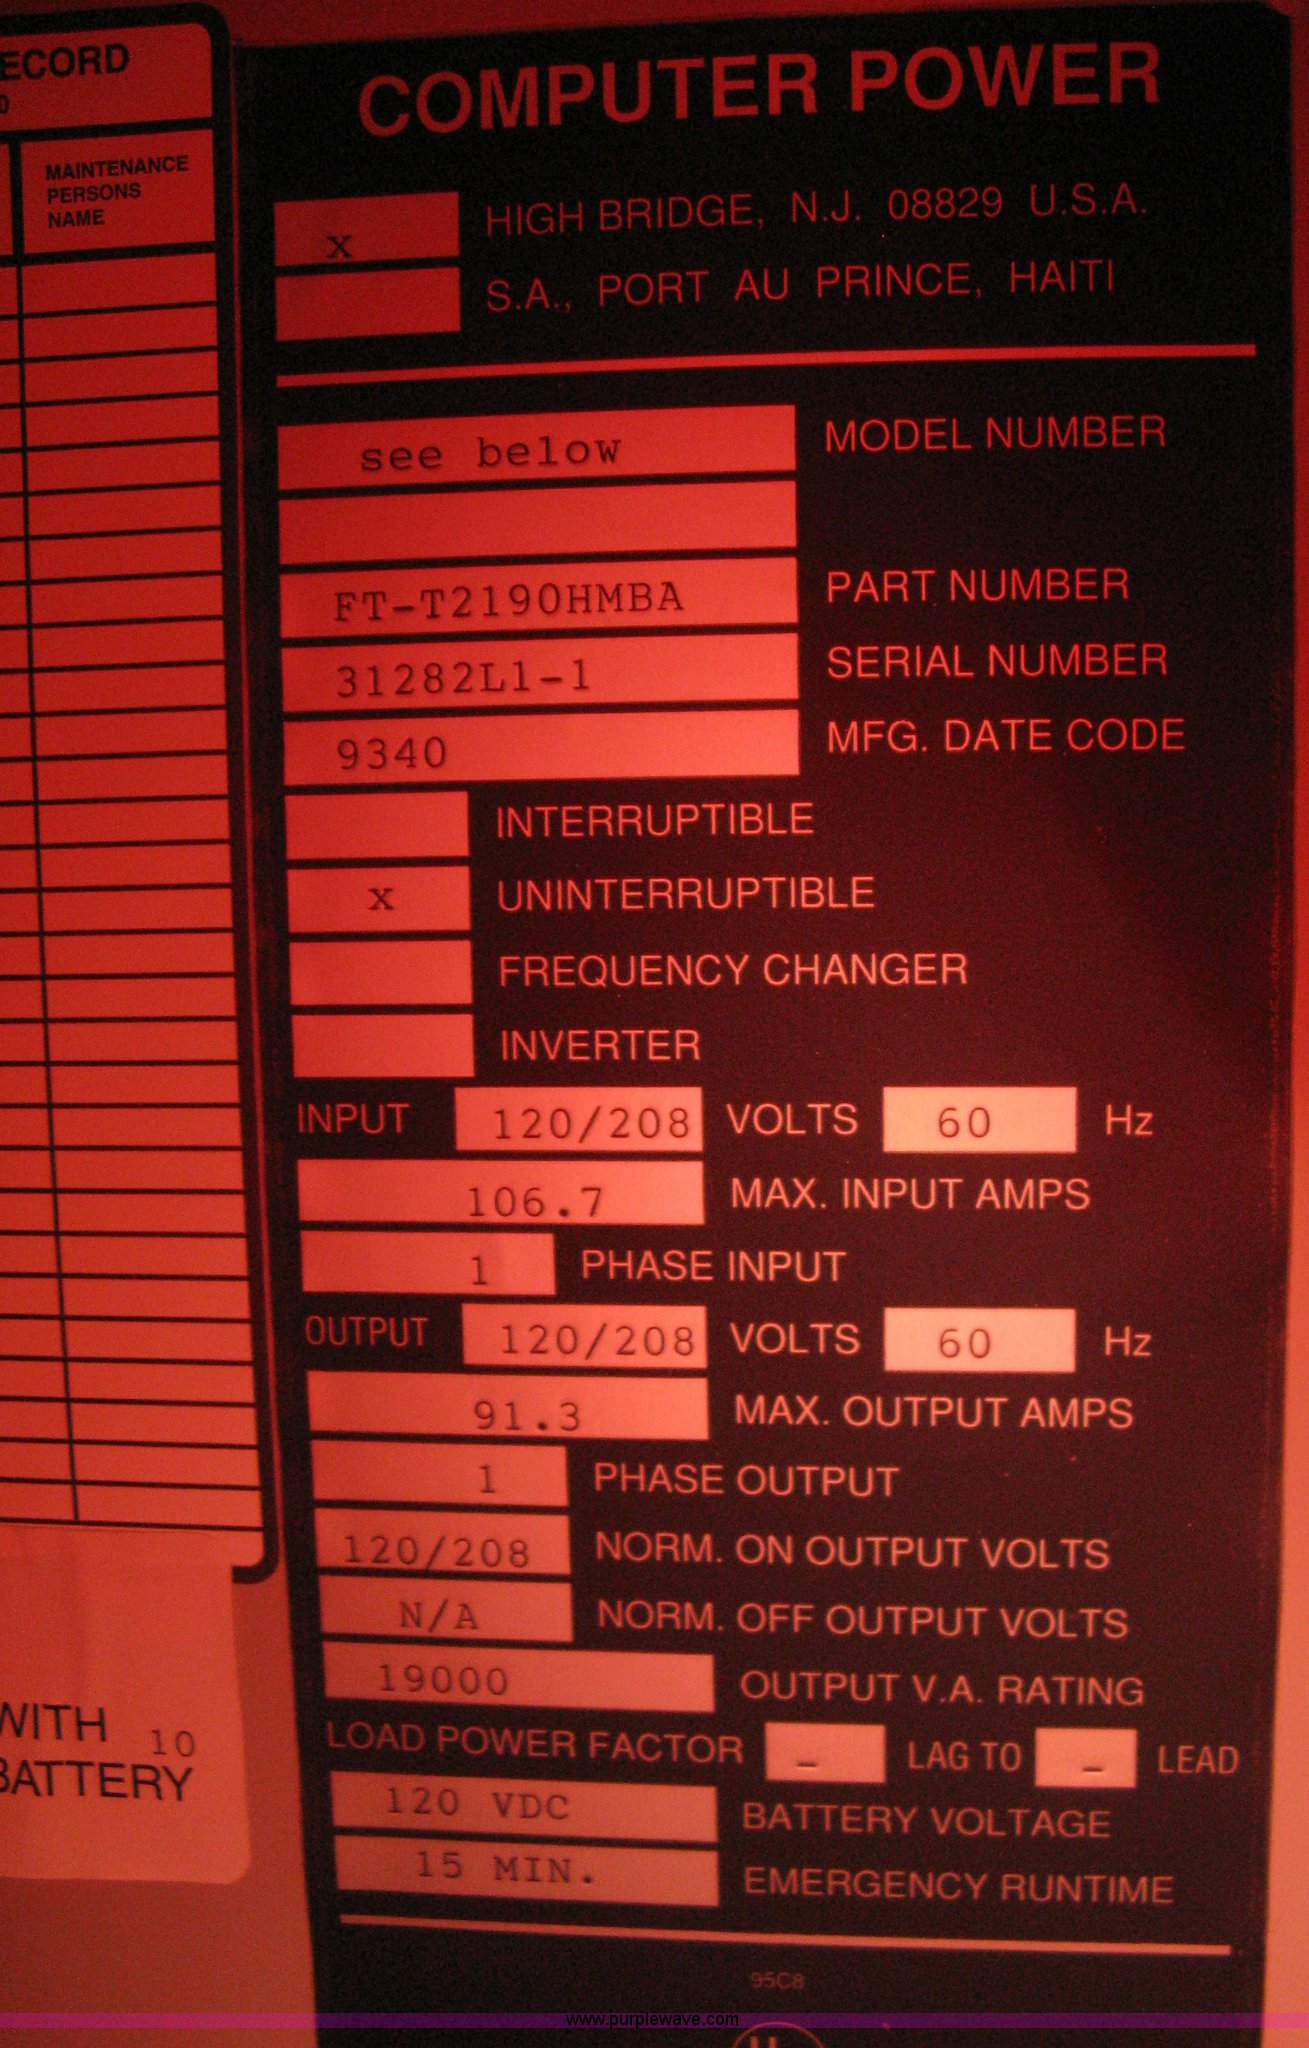 ECORD
0
MAINTENANCE
PERSONS
NAME
WITH 10
BATTERY
COMPUTER POWER
x HIGH BRIDGE, N.J. 08829 U.S.A.
S.A., PORT AU PRINCE, HAITI
see below MODEL NUMBER
FT-T2190HMBA PART NUMBER
31282L1-1 SERIAL NUMBER
9340 MFG. DATE CODE
INTERRUPTIBLE
x UNINTERRUPTIBLE
FREQUENCY CHANGER
INVERTER
INPUT 120/208 VOLTS 60 Hz
106.7 MAX. INPUT AMPS
1 PHASE INPUT
OUTPUT 120/208 VOLTS 60 Hz
91.3 MAX. OUTPUT AMPS
1 PHASE OUTPUT
120/208 NORM. ON OUTPUT VOLTS
N/A NORM. OFF OUTPUT VOLTS
19000 OUTPUT V.A. RATING
LOAD POWER FACTOR - LAG TO - LEAD
120 VDC BATTERY VOLTAGE
15 MIN. EMERGENCY RUNTIME
95C8
www.purplewave.com